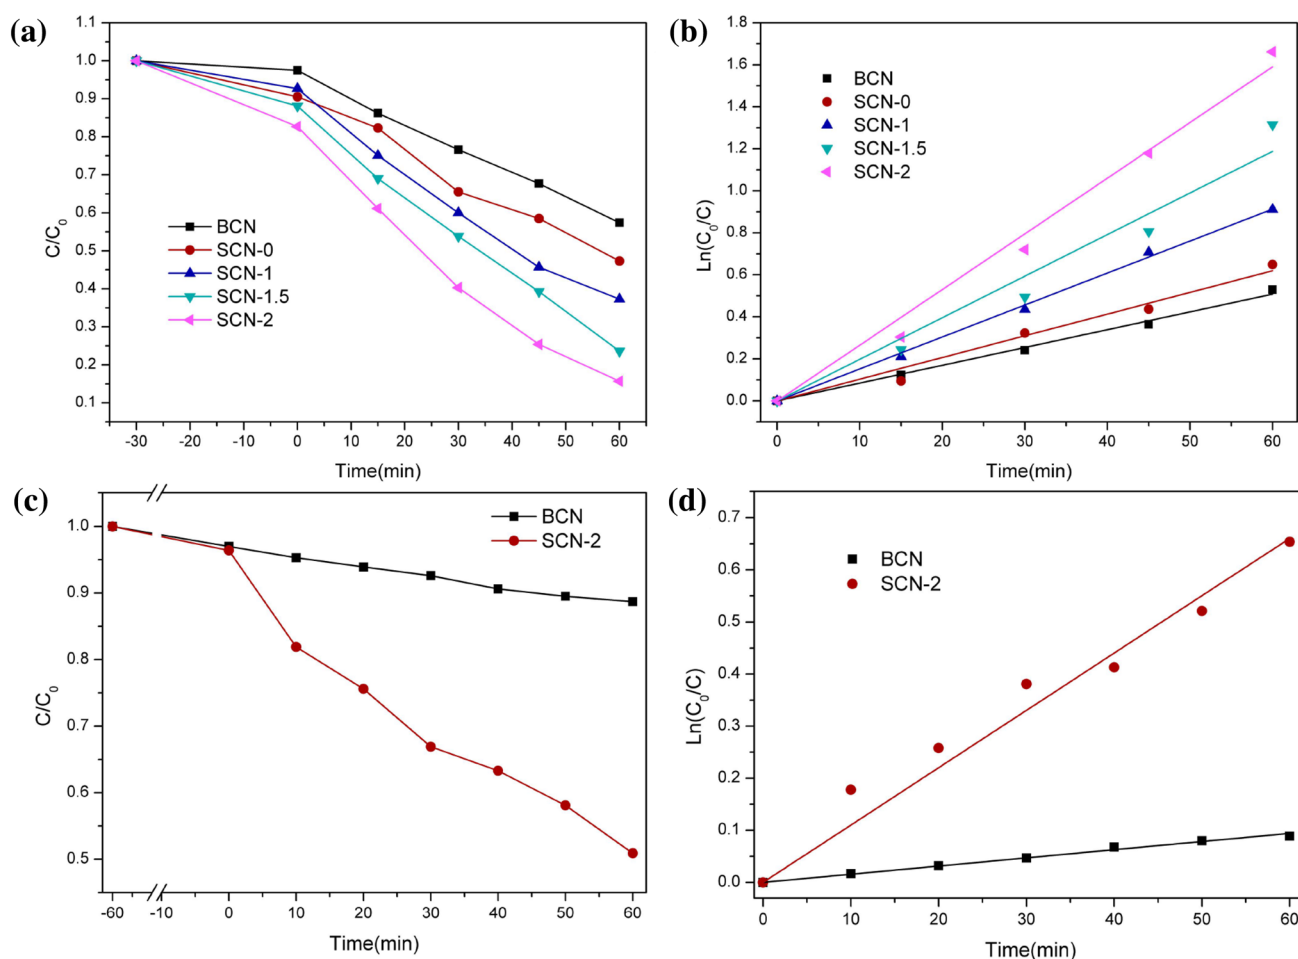 (a)
1.1
1.0
0.9
0.8
0.7
0.6
0.5
0.4
0.3
0.2
0.1
C/C₀
BCN
SCN-0
SCN-1
SCN-1.5
SCN-2
-30 -20 -10 0 10 20 30 40 50 60
Time(min)
(b)
1.8
1.6
1.4
1.2
1.0
0.8
0.6
0.4
0.2
0.0
Ln(C₀/C)
BCN
SCN-0
SCN-1
SCN-1.5
SCN-2
0 10 20 30 40 50 60
Time(min)
(c)
1.0
0.9
0.8
0.7
0.6
0.5
C/C₀
BCN
SCN-2
-60 -10 0 10 20 30 40 50 60
Time(min)
(d)
0.7
0.6
0.5
0.4
0.3
0.2
0.1
0.0
Ln(C₀/C)
BCN
SCN-2
0 10 20 30 40 50 60
Time(min)